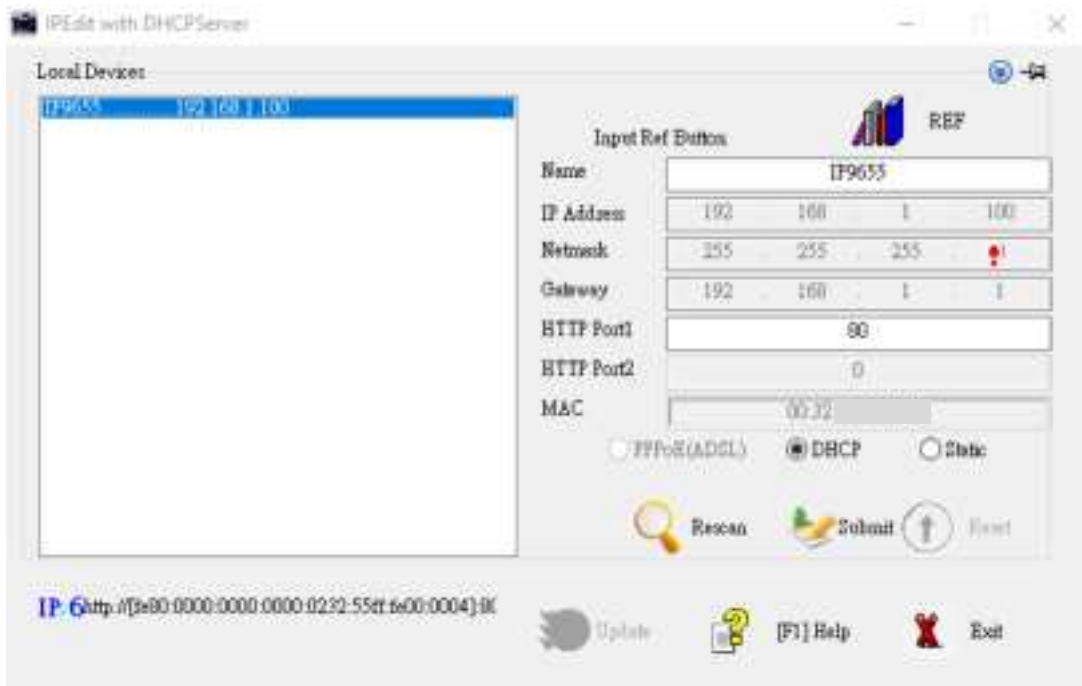 IPEdit with DHCPServer
Local Devices
IP9655 192.168.1.100
Input Ref Button REF
Name IP9655
IP Address 192 . 168 . 1 . 100
Netmask 255 . 255 . 255 .
Gateway 192 . 168 . 1 . 1
HTTP Port1 80
HTTP Port2 0
MAC 00:32
PPPoE(ADSL) DHCP Static
Rescan Submit Reset
IP: 6 http://[fe80:0000:0000:0000:0232:55ff:fe00:0004]:80
Update [F1] Help Exit